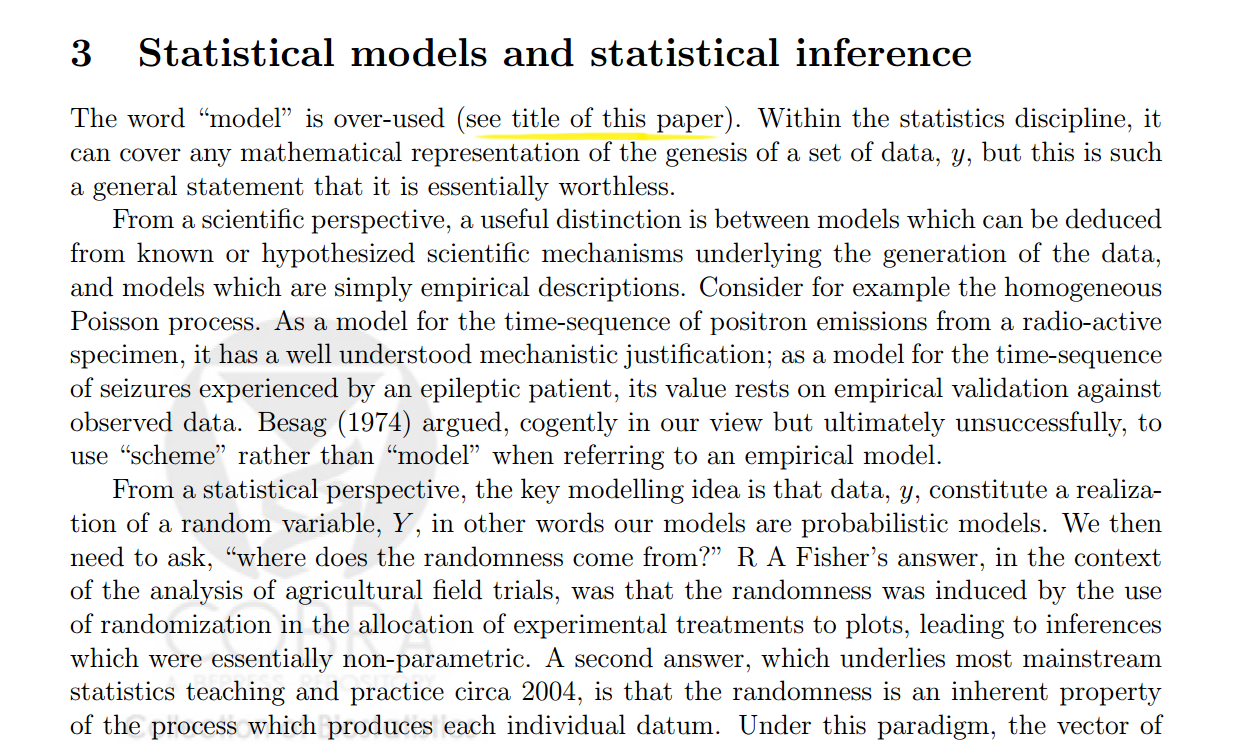 3 Statistical models and statistical inference
The word “model” is over-used (see title of this paper). Within the statistics discipline, it
can cover any mathematical representation of the genesis of a set of data, y, but this is such
a general statement that it is essentially worthless.
From a scientific perspective, a useful distinction is between models which can be deduced
from known or hypothesized scientific mechanisms underlying the generation of the data,
and models which are simply empirical descriptions. Consider for example the homogeneous
Poisson process. As a model for the time-sequence of positron emissions from a radio-active
specimen, it has a well understood mechanistic justification; as a model for the time-sequence
of seizures experienced by an epileptic patient, its value rests on empirical validation against
observed data. Besag (1974) argued, cogently in our view but ultimately unsuccessfully, to
use “scheme” rather than “model” when referring to an empirical model.
From a statistical perspective, the key modelling idea is that data, y, constitute a realiza-
tion of a random variable, Y, in other words our models are probabilistic models. We then
need to ask, “where does the randomness come from?” R A Fisher’s answer, in the context
of the analysis of agricultural field trials, was that the randomness was induced by the use
of randomization in the allocation of experimental treatments to plots, leading to inferences
which were essentially non-parametric. A second answer, which underlies most mainstream
statistics teaching and practice circa 2004, is that the randomness is an inherent property
of the process which produces each individual datum. Under this paradigm, the vector of
COBRA
A BEPRESS REPOSITORY
Collection of Biostatistics